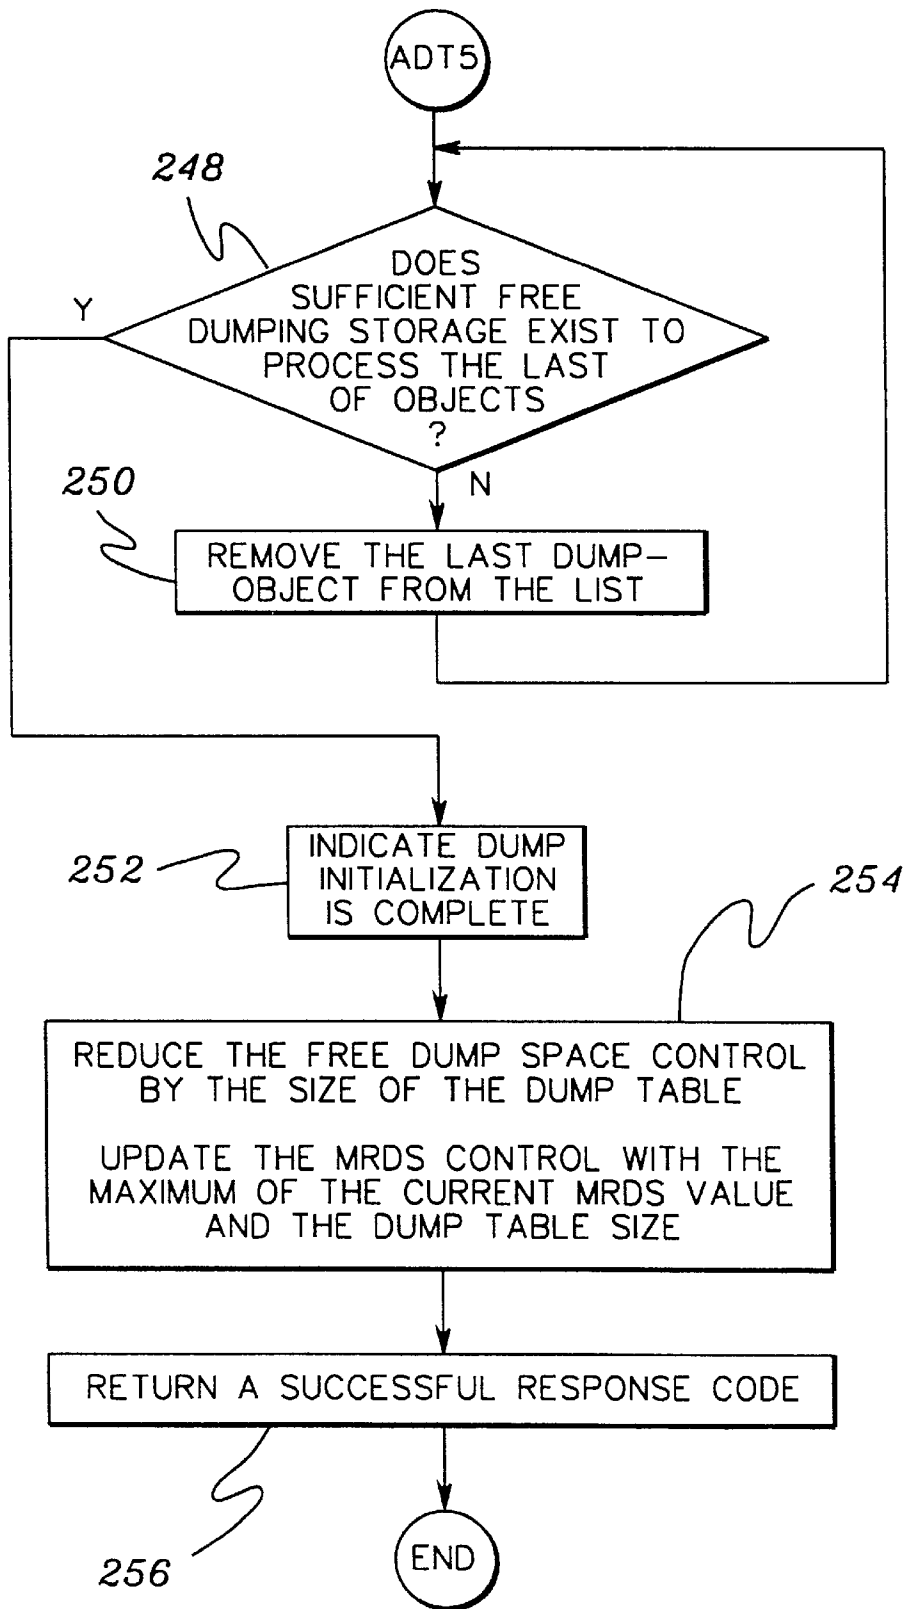 ADT5
248
DOES
SUFFICIENT FREE
DUMPING STORAGE EXIST TO
PROCESS THE LAST
OF OBJECTS
?
Y
N
250
REMOVE THE LAST DUMP-
OBJECT FROM THE LIST
252
INDICATE DUMP
INITIALIZATION
IS COMPLETE
254
REDUCE THE FREE DUMP SPACE CONTROL
BY THE SIZE OF THE DUMP TABLE
UPDATE THE MRDS CONTROL WITH THE
MAXIMUM OF THE CURRENT MRDS VALUE
AND THE DUMP TABLE SIZE
RETURN A SUCCESSFUL RESPONSE CODE
256
END